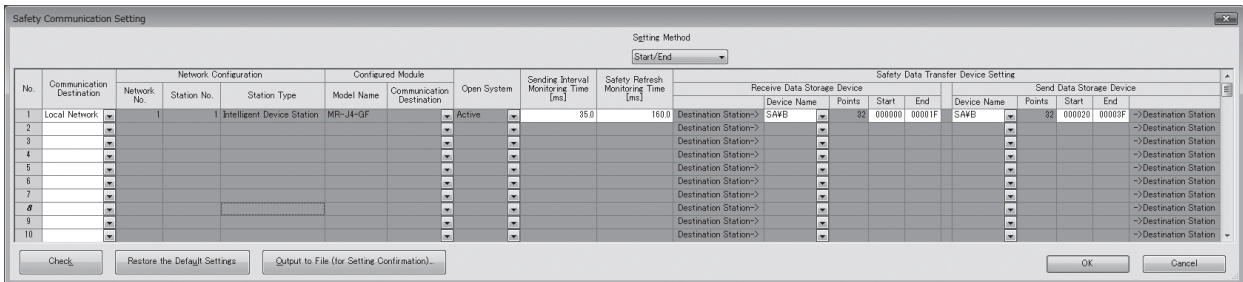 Safety Communication Setting
Setting Method
Start/End
No. Communication Destination Network Configuration Configured Module Open System Sending Interval Monitoring Time [ms] Safety Refresh Monitoring Time [ms] Safety Data Transfer Device Setting
Network No. Station No. Station Type Model Name Communication Destination Receive Data Storage Device Send Data Storage Device
Device Name Points Start End Device Name Points Start End
1 Local Network 1 1 Intelligent Device Station MR-J4-GF Active 35.0 160.0 Destination Station-> SA¥B 32 000000 00001F SA¥B 32 000020 00003F ->Destination Station
2 Destination Station-> ->Destination Station
3 Destination Station-> ->Destination Station
4 Destination Station-> ->Destination Station
5 Destination Station-> ->Destination Station
6 Destination Station-> ->Destination Station
7 Destination Station-> ->Destination Station
8 Destination Station-> ->Destination Station
9 Destination Station-> ->Destination Station
10 Destination Station-> ->Destination Station
Check Restore the Default Settings Output to File (for Setting Confirmation)... OK Cancel